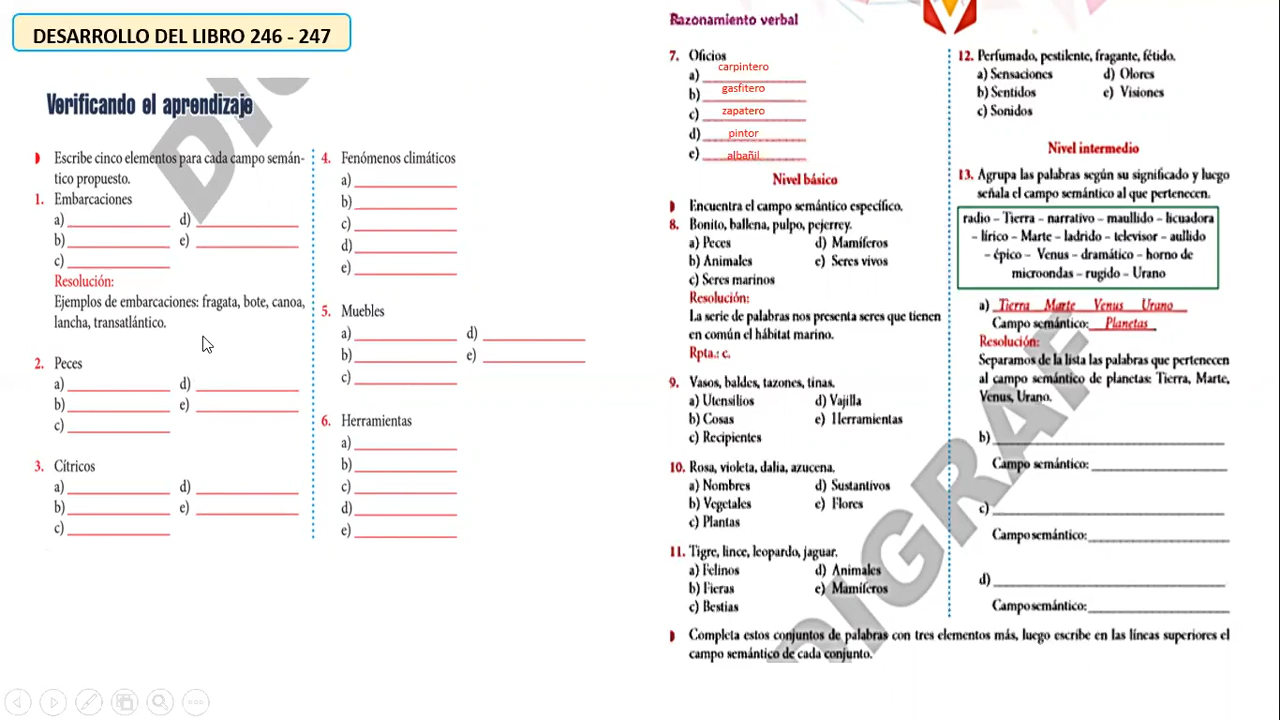 DESARROLLO DEL LIBRO 246 - 247
Verificando el aprendizaje
Escribe cinco elementos para cada campo semán-
tico propuesto.
1. Embarcaciones
a) d)
b) e)
c)
Resolución:
Ejemplos de embarcaciones: fragata, bote, canoa,
lancha, transatlántico.
2. Peces
a) d)
b) e)
c)
3. Cítricos
a) d)
b) e)
c)
4. Fenómenos climáticos
a)
b)
c)
d)
e)
5. Muebles
a) d)
b) e)
c)
6. Herramientas
a)
b)
c)
d)
e)
Razonamiento verbal
7. Oficios
a) carpintero
b) gasfitero
c) zapatero
d) pintor
e) albañil
Nivel básico
Encuentra el campo semántico específico.
8. Bonito, ballena, pulpo, pejerrey.
a) Peces d) Mamíferos
b) Animales e) Seres vivos
c) Seres marinos
Resolución:
La serie de palabras nos presenta seres que tienen
en común el hábitat marino.
Rpta.: c.
9. Vasos, baldes, tazones, tinas.
a) Utensilios d) Vajilla
b) Cosas e) Herramientas
c) Recipientes
10. Rosa, violeta, dalia, azucena.
a) Nombres d) Sustantivos
b) Vegetales e) Flores
c) Plantas
11. Tigre, lince, leopardo, jaguar.
a) Felinos d) Animales
b) Fieras e) Mamíferos
c) Bestias
12. Perfumado, pestilente, fragante, fétido.
a) Sensaciones d) Olores
b) Sentidos e) Visiones
c) Sonidos
Nivel intermedio
13. Agrupa las palabras según su significado y luego
señala el campo semántico al que pertenecen.
radio – Tierra – narrativo – maullido – licuadora
– lírico – Marte – ladrido – televisor – aullido
– épico – Venus – dramático – horno de
microondas – rugido – Urano
a) Tierra Marte Venus Urano
Campo semántico: Planetas
Resolución:
Separamos de la lista las palabras que pertenecen
al campo semántico de planetas: Tierra, Marte,
Venus, Urano.
b)
Campo semántico:
c)
Campo semántico:
d)
Campo semántico:
Completa estos conjuntos de palabras con tres elementos más, luego escribe en las líneas superiores el
campo semántico de cada conjunto.
DIGRAF